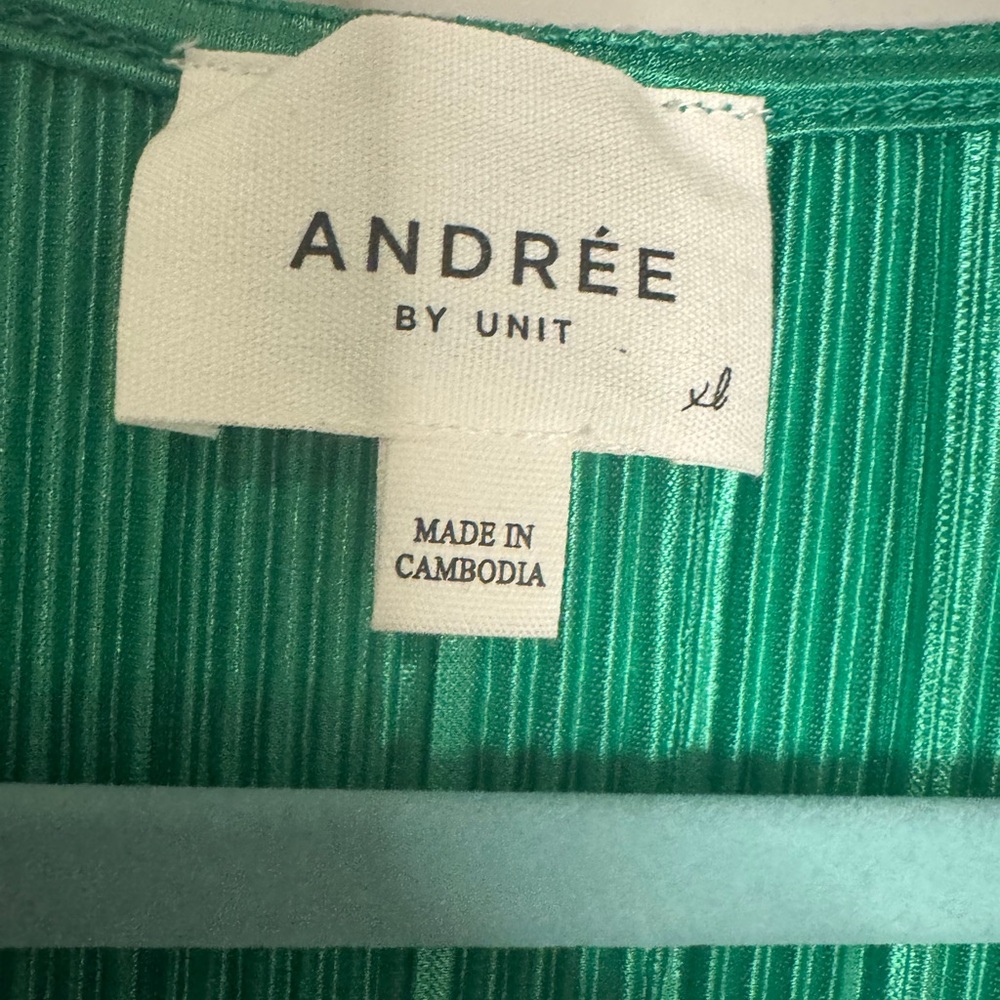 ANDRÉE
BY UNIT
xl
MADE IN
CAMBODIA